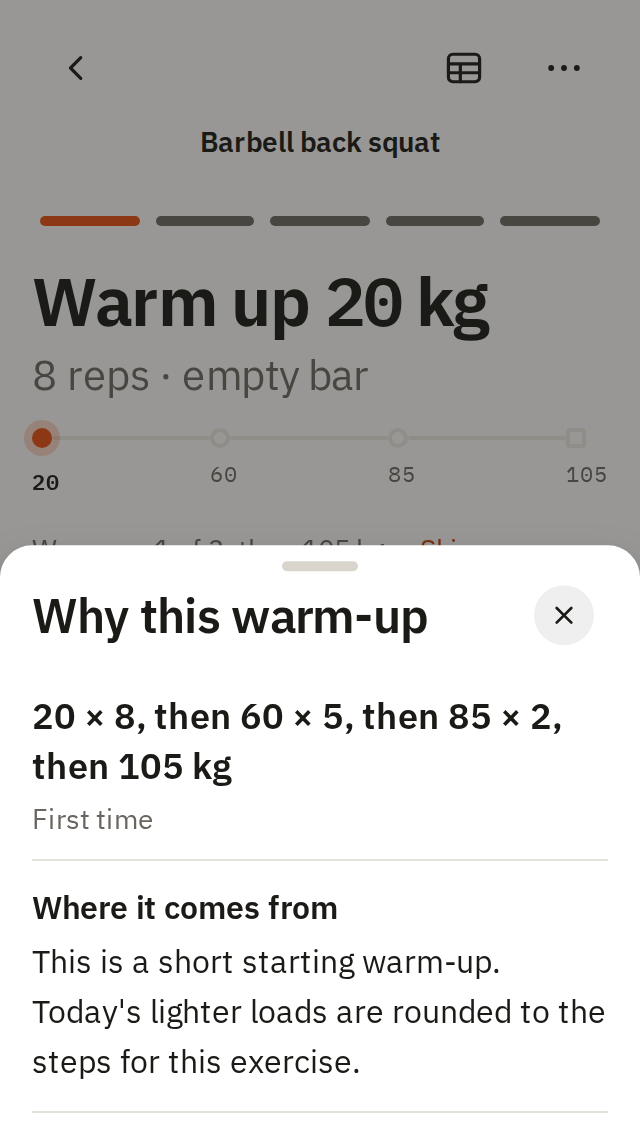 Barbell back squat
Warm up 20 kg
8 reps · empty bar
20 60 85 105
Why this warm-up
20 × 8, then 60 × 5, then 85 × 2,
then 105 kg
First time
Where it comes from
This is a short starting warm-up.
Today's lighter loads are rounded to the
steps for this exercise.